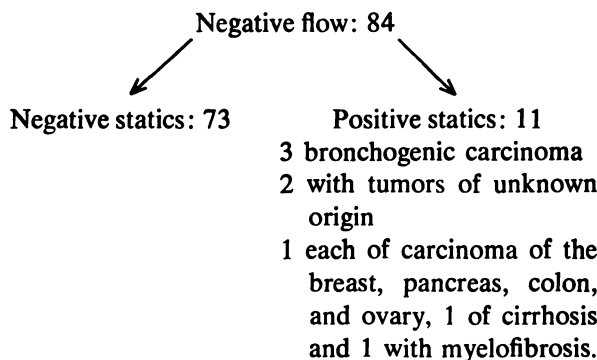 Negative flow: 84
Negative statics: 73
Positive statics: 11
3 bronchogenic carcinoma
2 with tumors of unknown
origin
1 each of carcinoma of the
breast, pancreas, colon,
and ovary, 1 of cirrhosis
and 1 with myelofibrosis.